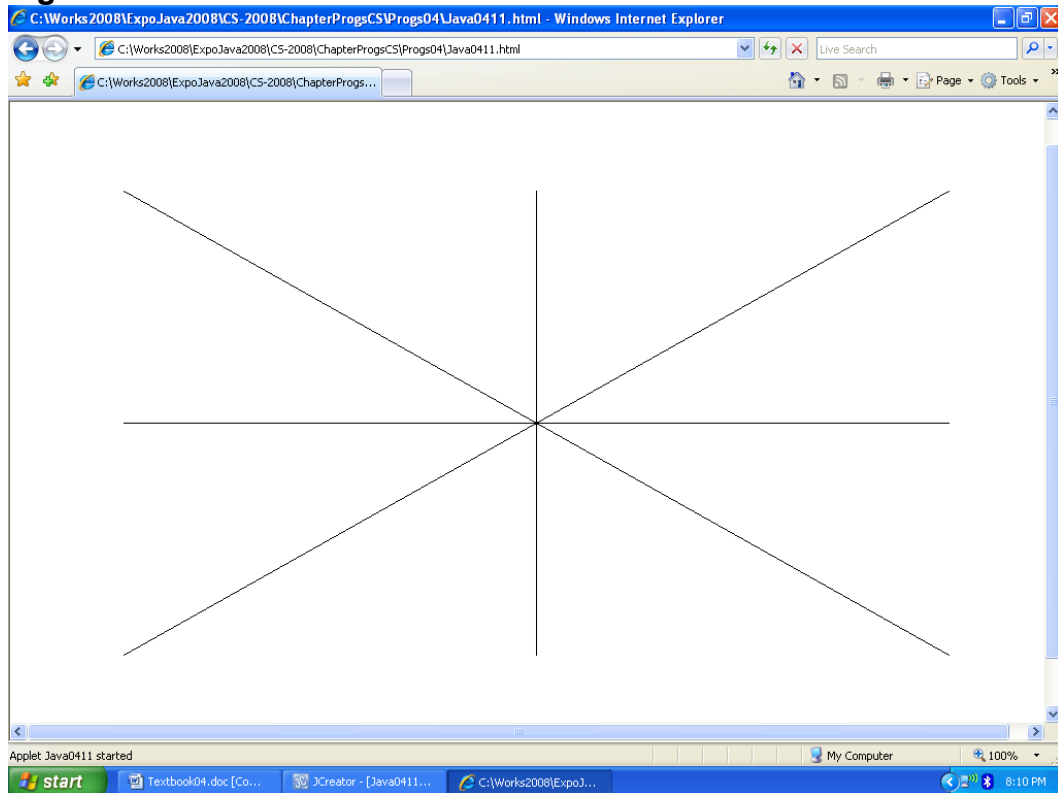 C:\Works2008\ExpoJava2008\CS-2008\ChapterProgsCS\Progs04\Java0411.html - Windows Internet Explorer
C:\Works2008\ExpoJava2008\CS-2008\ChapterProgsCS\Progs04\Java0411.html
Live Search
C:\Works2008\ExpoJava2008\CS-2008\ChapterProgs...
Page
Tools
Applet Java0411 started
My Computer
100%
start
Textbook04.doc [Co...
JCreator - [Java0411...
C:\Works2008\ExpoJ...
8:10 PM